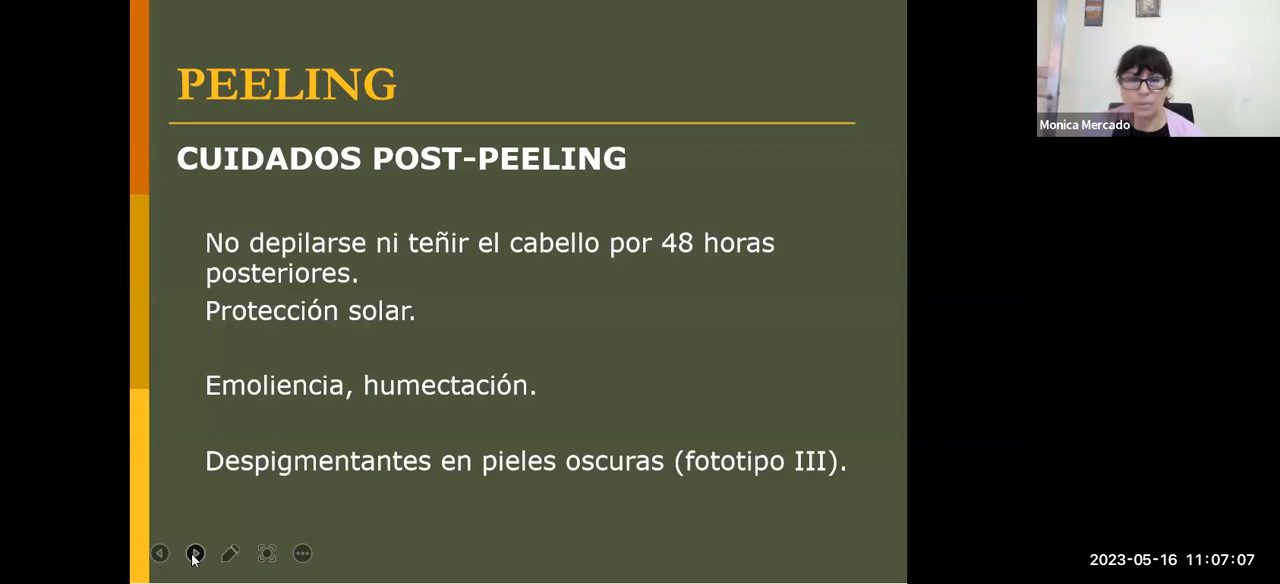 PEELING
CUIDADOS POST-PEELING
No depilarse ni teñir el cabello por 48 horas
posteriores.
Protección solar.
Emoliencia, humectación.
Despigmentantes en pieles oscuras (fototipo III).
Monica Mercado
2023-05-16 11:07:07